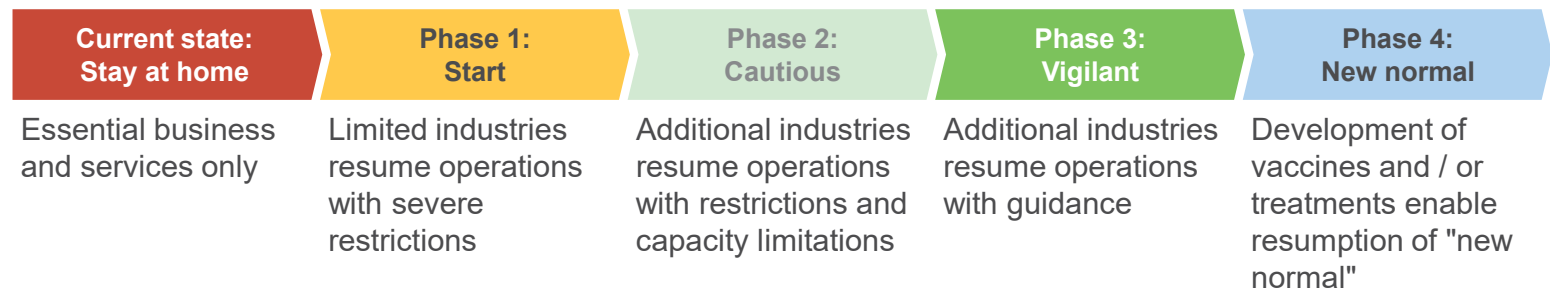 Current state:
Stay at home
Phase 1:
Start
Phase 2:
Cautious
Phase 3:
Vigilant
Phase 4:
New normal
Essential business
and services only
Limited industries
resume operations
with severe
restrictions
Additional industries
resume operations
with restrictions and
capacity limitations
Additional industries
resume operations
with guidance
Development of
vaccines and / or
treatments enable
resumption of "new
normal"